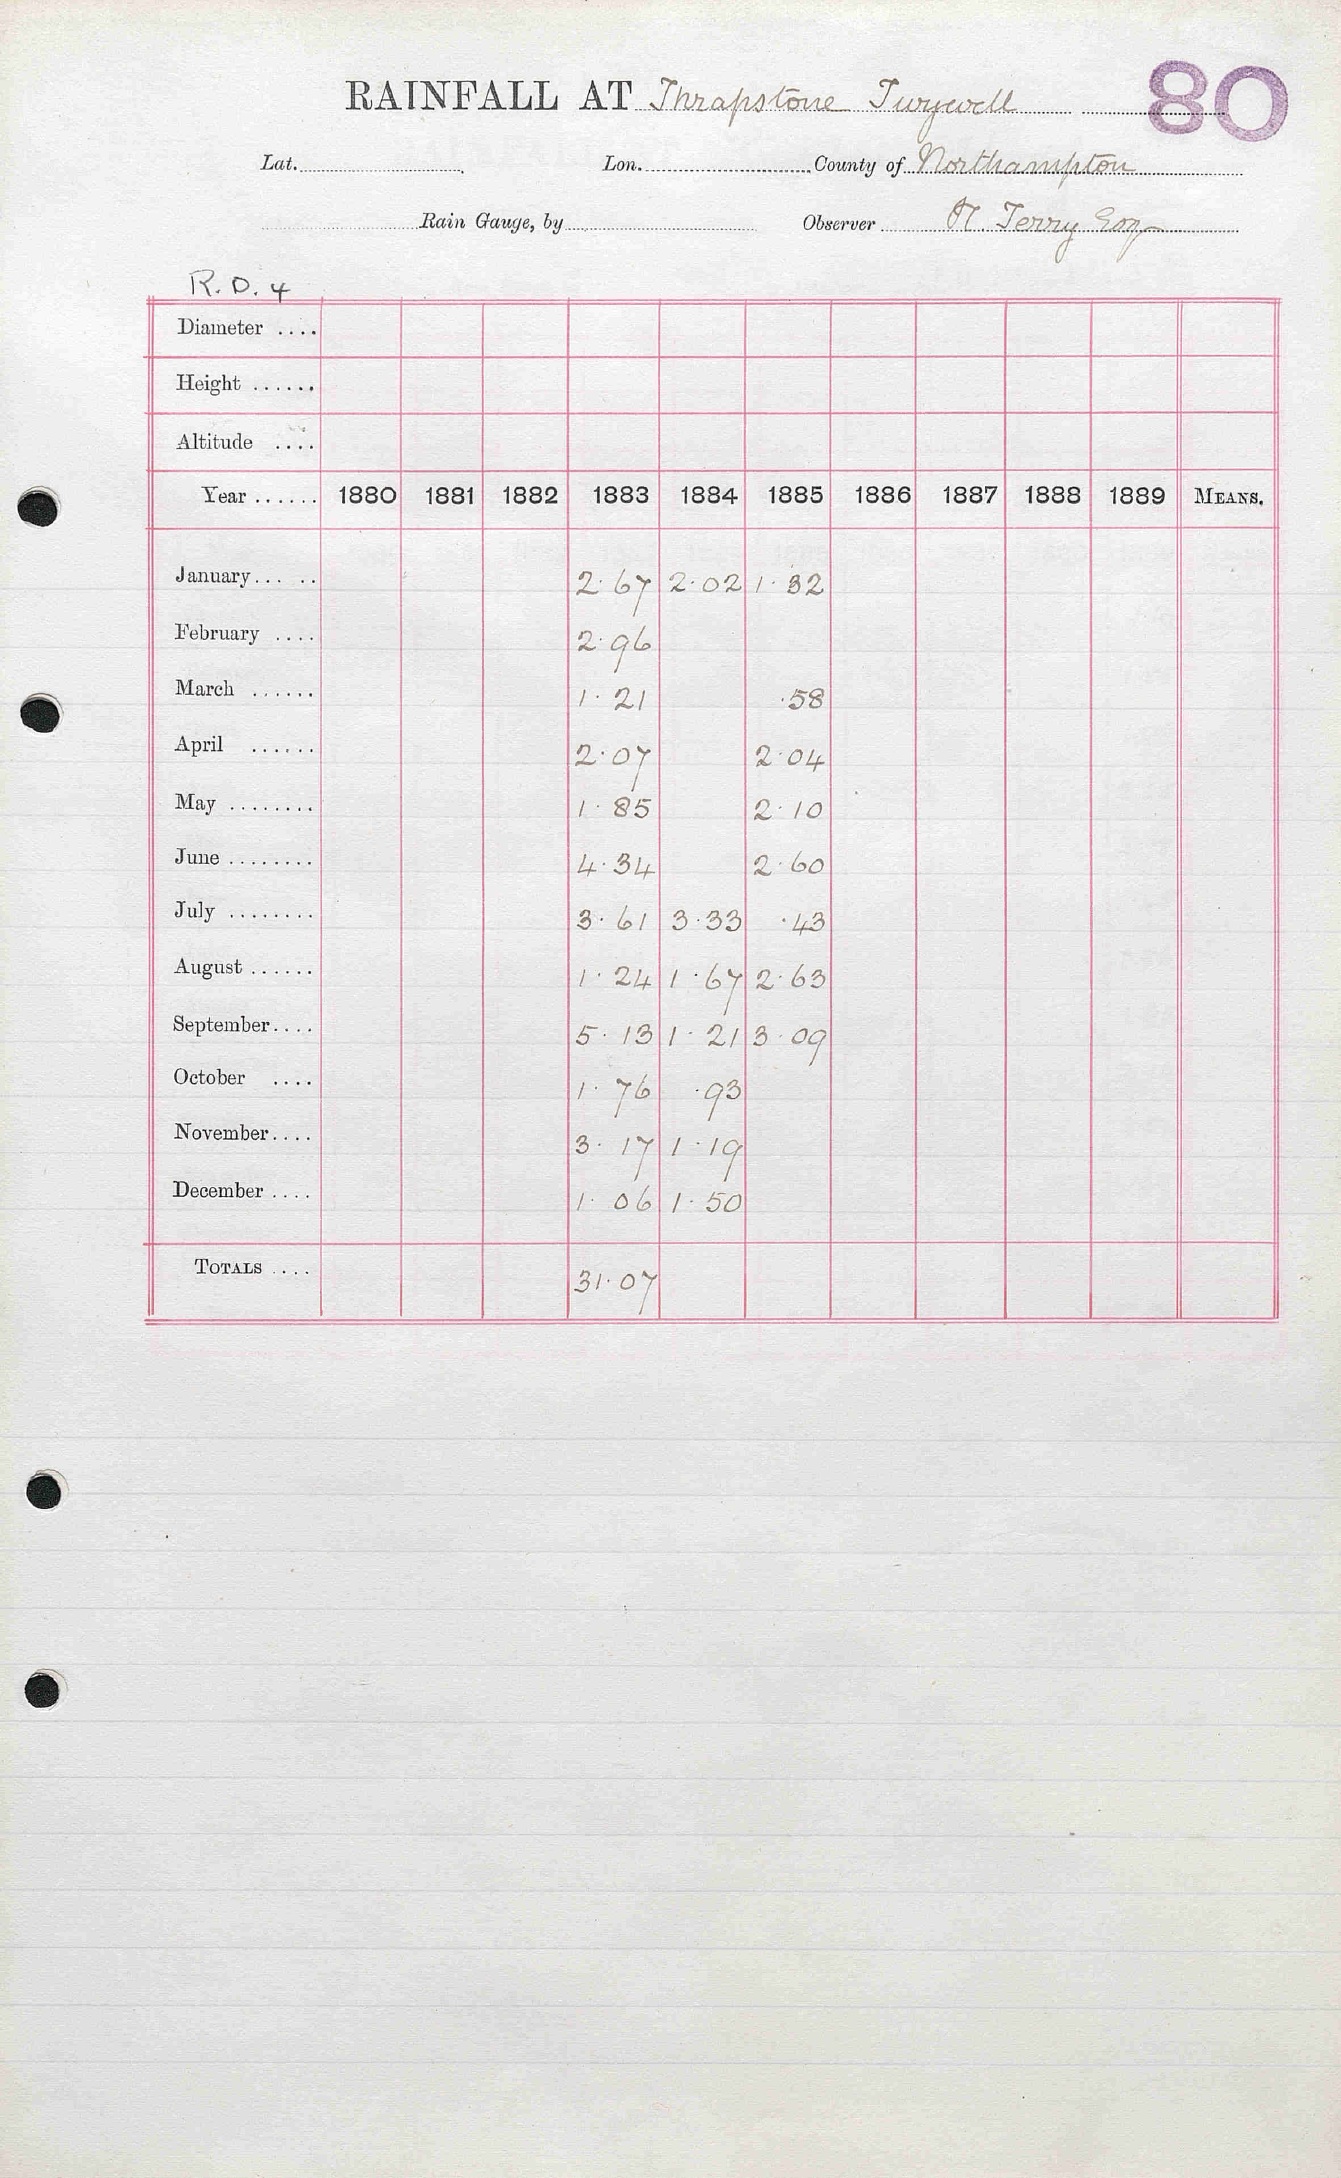 RAINFALL AT Thrapstone Twywell 80
Lat. Lon. County of Northampton
Rain Gauge, by Observer Terry Esq
R. D. 4
Diameter ....
Height ......
Altitude ....
Year ...... 1880 1881 1882 1883 1884 1885 1886 1887 1888 1889 MEANS.
January... .. 2.67 2.02 1.32
February .... 2.96
March ...... 1.21 .58
April ...... 2.07 2.04
May ........ 1.85 2.10
June ........ 4.34 2.60
July ........ 3.61 3.33 .43
August ...... 1.24 1.67 2.63
September.... 5.13 1.21 3.09
October .... 1.76 .93
November.... 3.17 1.19
December .... 1.06 1.50
TOTALS .... 31.07